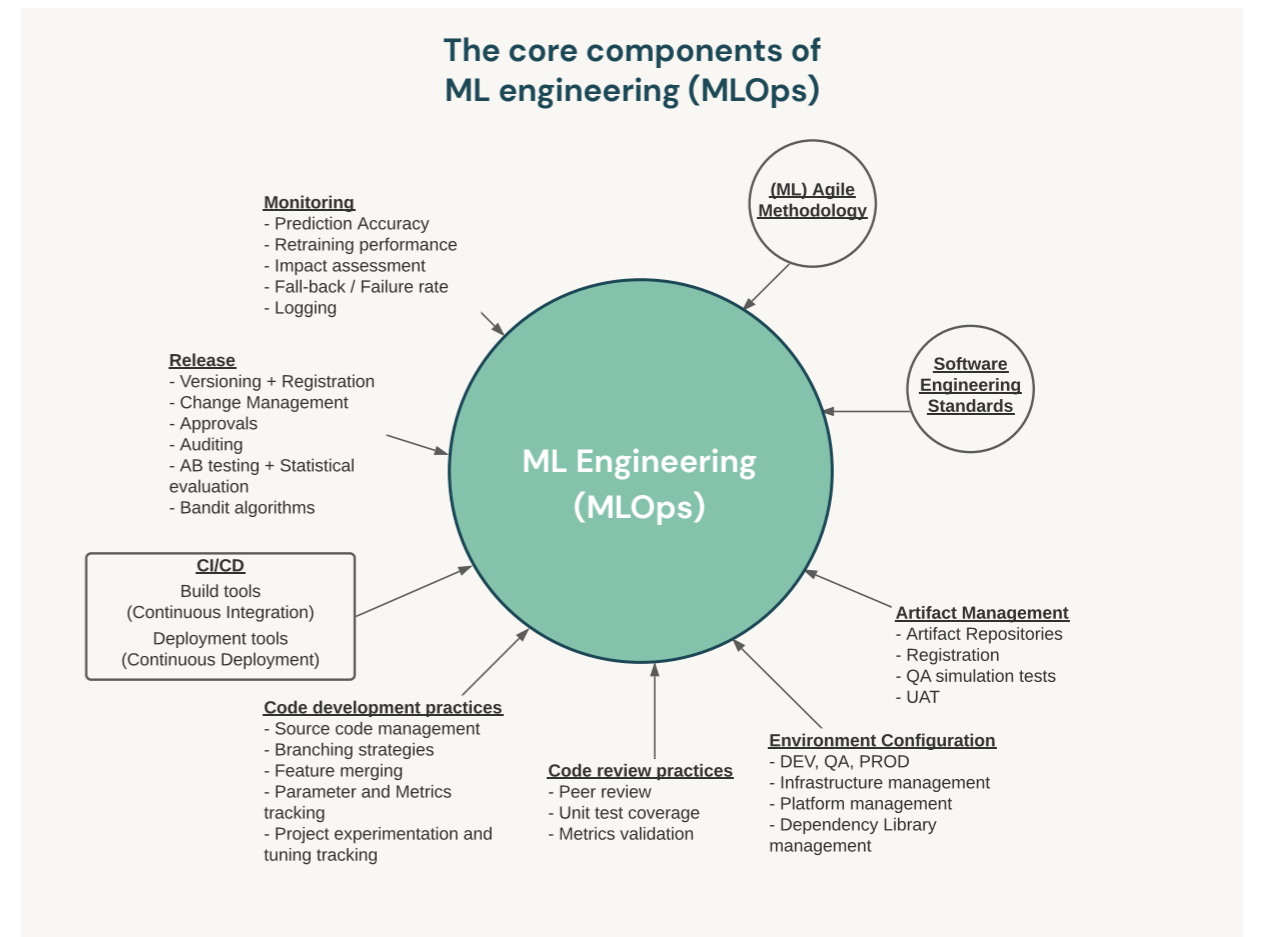 The core components of
ML engineering (MLOps)
(ML) Agile
Methodology
Monitoring
- Prediction Accuracy
- Retraining performance
- Impact assessment
- Fall-back / Failure rate
- Logging
Software
Engineering
Standards
Release
- Versioning + Registration
- Change Management
- Approvals
- Auditing
- AB testing + Statistical
evaluation
- Bandit algorithms
ML Engineering
(MLOps)
CI/CD
Build tools
(Continuous Integration)
Deployment tools
(Continuous Deployment)
Artifact Management
- Artifact Repositories
- Registration
- QA simulation tests
- UAT
Code development practices
- Source code management
- Branching strategies
- Feature merging
- Parameter and Metrics
tracking
- Project experimentation and
tuning tracking
Code review practices
- Peer review
- Unit test coverage
- Metrics validation
Environment Configuration
- DEV, QA, PROD
- Infrastructure management
- Platform management
- Dependency Library
management